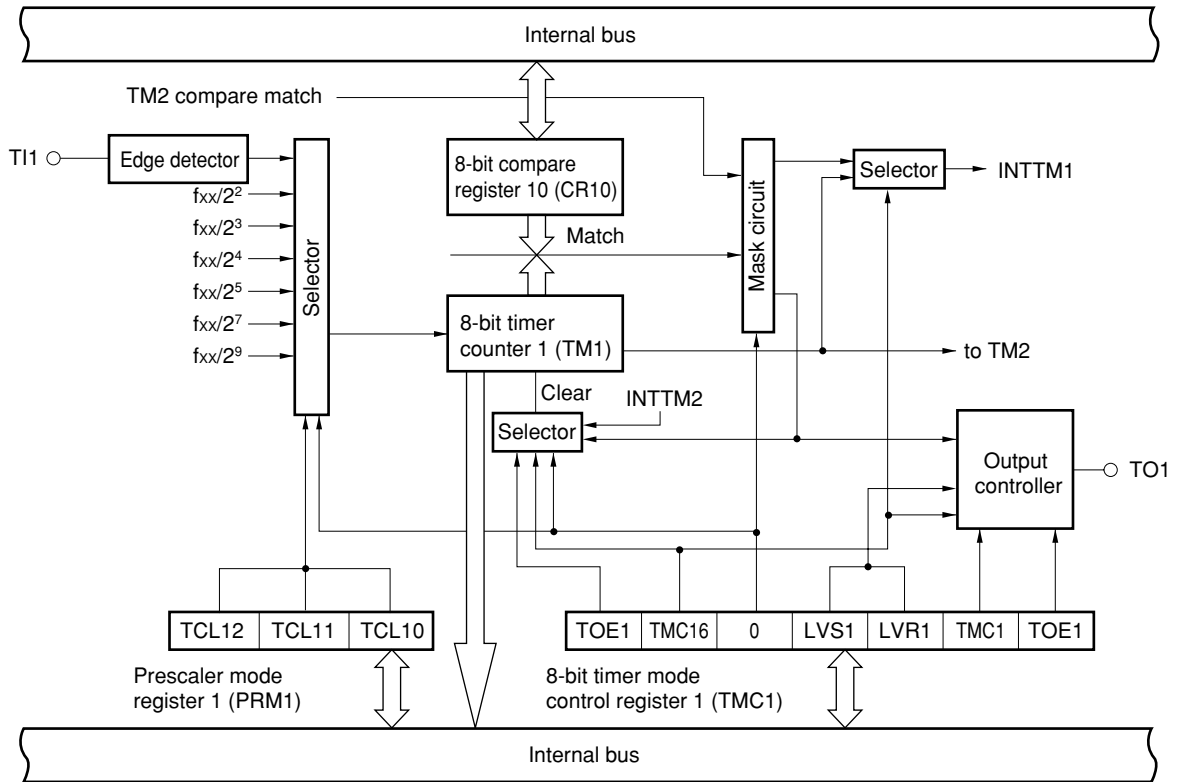 Internal bus
TM2 compare match
TI1
Edge detector
fxx/2²
fxx/2³
fxx/2⁴
fxx/2⁵
fxx/2⁷
fxx/2⁹
Selector
8-bit compare
register 10 (CR10)
Match
8-bit timer
counter 1 (TM1)
Mask circuit
Selector
INTTM1
to TM2
Clear
INTTM2
Selector
Output
controller
TO1
TCL12 TCL11 TCL10
Prescaler mode
register 1 (PRM1)
TOE1 TMC16 0 LVS1 LVR1 TMC1 TOE1
8-bit timer mode
control register 1 (TMC1)
Internal bus